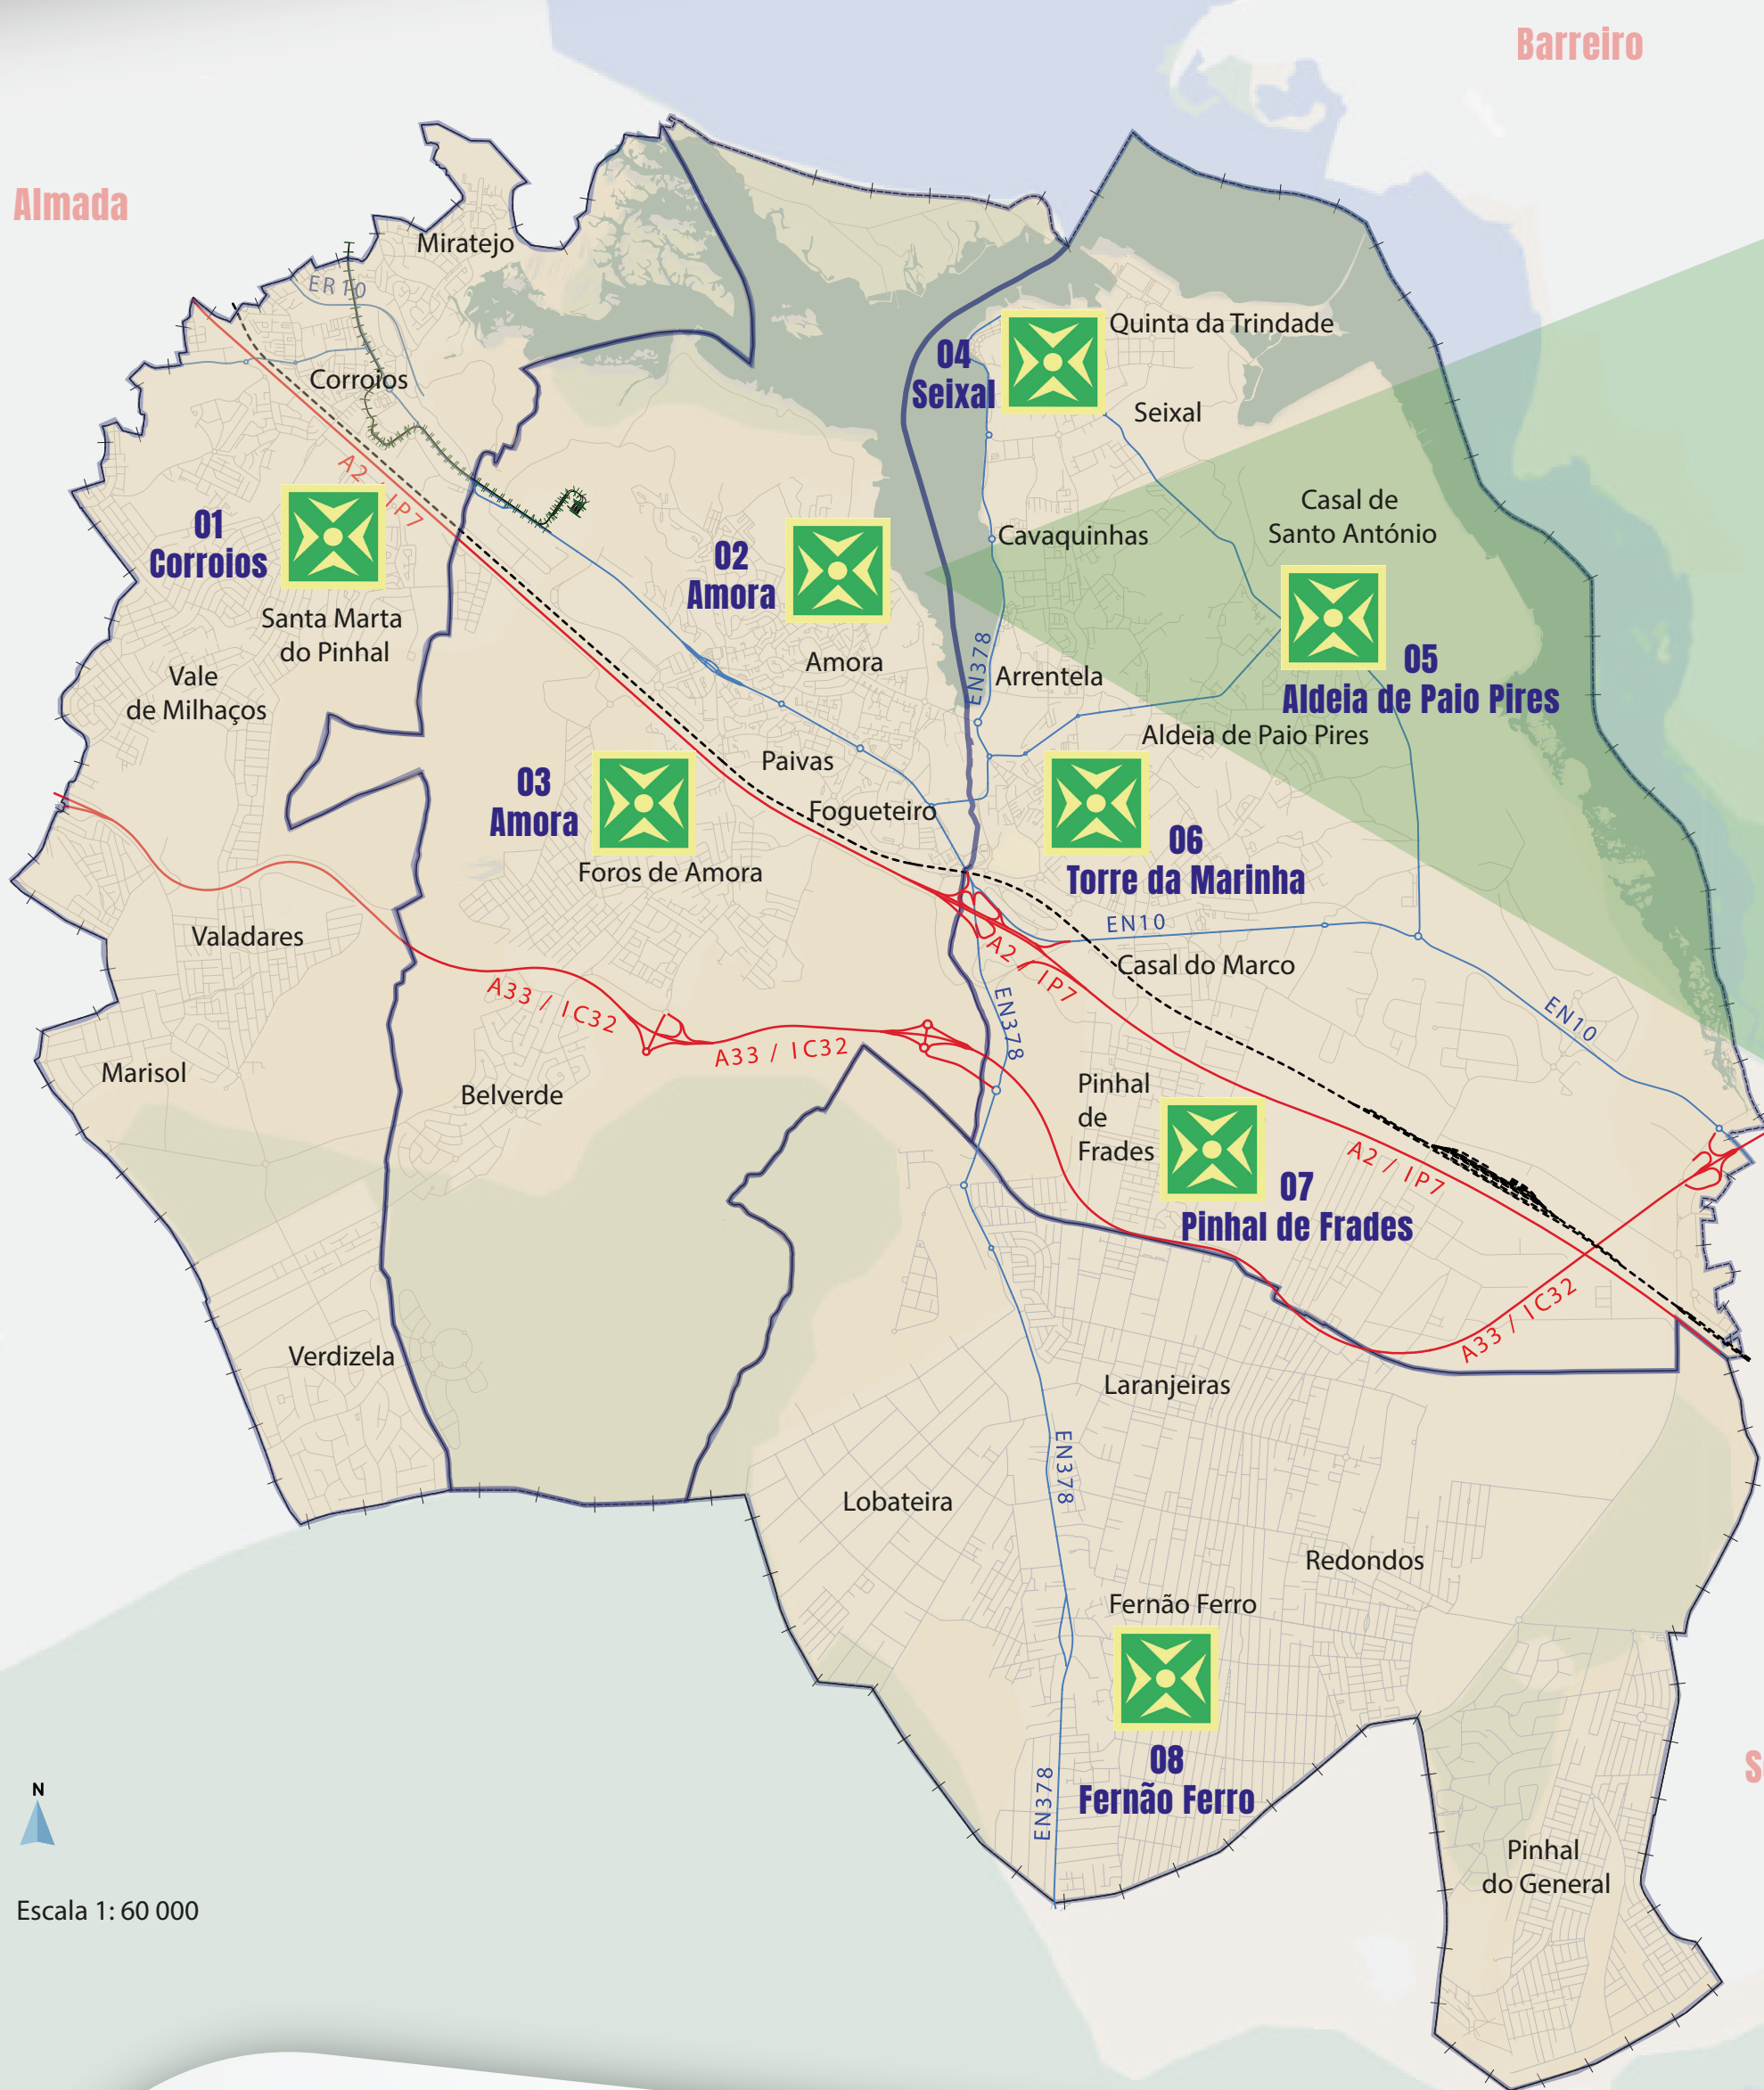 Barreiro
Almada
Miratejo
ER10
Quinta da Trindade
04
Seixal
Corroios
Seixal
A2 / IP7
Casal de
Santo António
01
Corroios
Cavaquinhas
02
Amora
Santa Marta
do Pinhal
EN378
05
Aldeia de Paio Pires
Amora
Arrentela
Vale
de Milhaços
Aldeia de Paio Pires
Paivas
03
Amora
Fogueteiro
06
Torre da Marinha
Foros de Amora
EN10
Valadares
A2 / IP7
Casal do Marco
A33 / IC32
EN378
EN10
A33 / IC32
Marisol
Belverde
Pinhal
de
Frades
A2 / IP7
07
Pinhal de Frades
A33 / IC32
Verdizela
Laranjeiras
EN378
Lobateira
Redondos
Fernão Ferro
08
Fernão Ferro
S
N
EN378
Pinhal
do General
Escala 1: 60 000